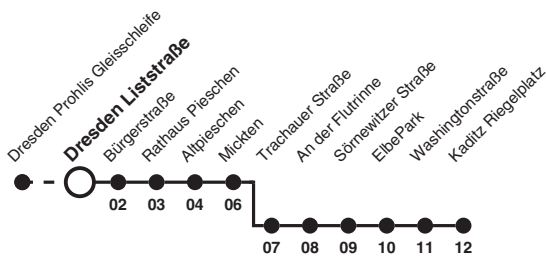 Dresden Prohlis Gleisschleife
Dresden Liststraße
Bürgerstraße
Rathaus Pieschen
Altpieschen
Mickten
Trachauer Straße
An der Flutrinne
Sörnewitzer Straße
ElbePark
Washingtonstraße
Kaditz Riegelplatz
02 03 04 06
07 08 09 10 11 12